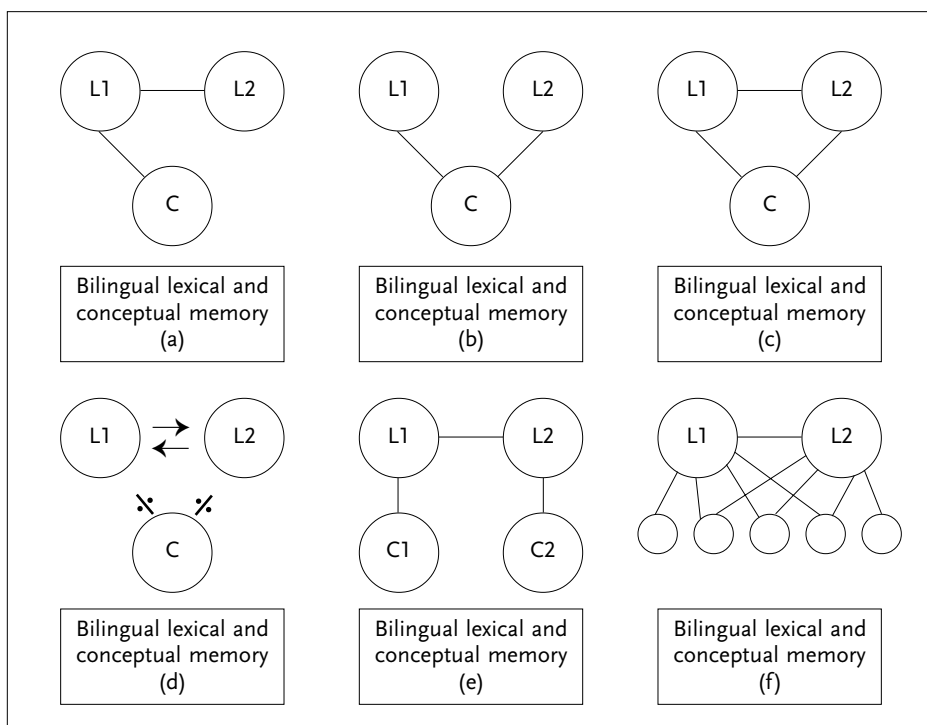 L1 L2
C
Bilingual lexical and
conceptual memory
(a)
L1 L2
C
Bilingual lexical and
conceptual memory
(b)
L1 L2
C
Bilingual lexical and
conceptual memory
(c)
L1 L2
C
Bilingual lexical and
conceptual memory
(d)
L1 L2
C1 C2
Bilingual lexical and
conceptual memory
(e)
L1 L2
Bilingual lexical and
conceptual memory
(f)